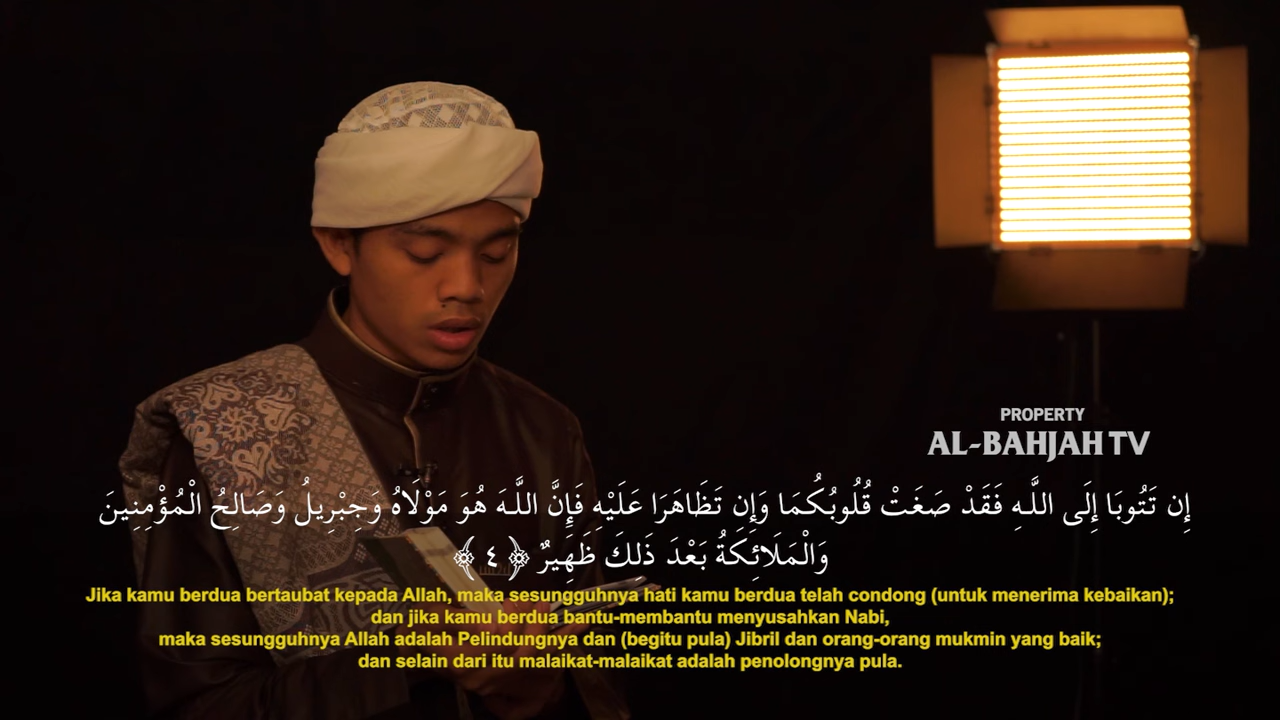 PROPERTY
AL-BAHJAH TV
إِن تَتُوبَا إِلَى اللَّـهِ فَقَدْ صَغَتْ قُلُوبُكُمَا وَإِن تَظَاهَرَا عَلَيْهِ فَإِنَّ اللَّـهَ هُوَ مَوْلَاهُ وَجِبْرِيلُ وَصَالِحُ الْمُؤْمِنِينَ
وَالْمَلَائِكَةُ بَعْدَ ذَٰلِكَ ظَهِيرٌ ﴿٤﴾
Jika kamu berdua bertaubat kepada Allah, maka sesungguhnya hati kamu berdua telah condong (untuk menerima kebaikan);
dan jika kamu berdua bantu-membantu menyusahkan Nabi,
maka sesungguhnya Allah adalah Pelindungnya dan (begitu pula) Jibril dan orang-orang mukmin yang baik;
dan selain dari itu malaikat-malaikat adalah penolongnya pula.